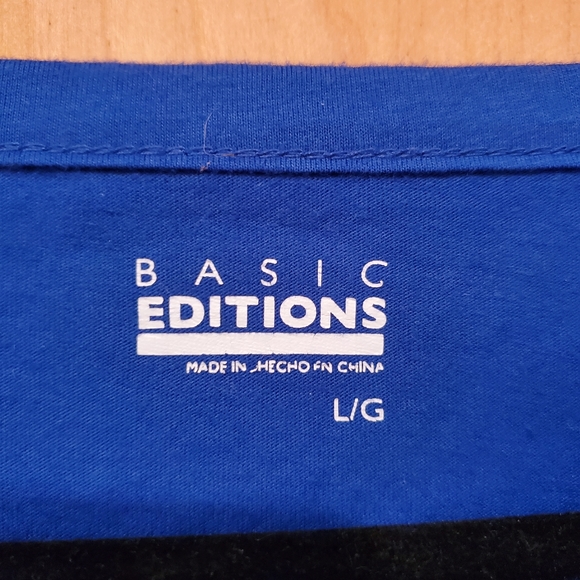 BASIC
EDITIONS
MADE IN /HECHO EN CHINA
L/G